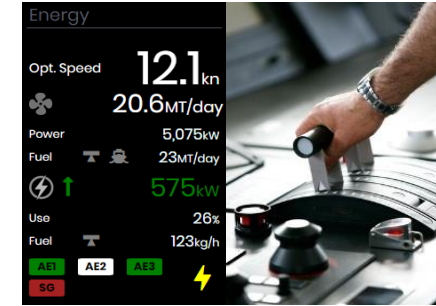 Energy
Opt. Speed 12.1kn
20.6MT/day
Power 5,075kW
Fuel 23MT/day
575kW
Use 26%
Fuel 123kg/h
AE1 AE2 AE3
SG